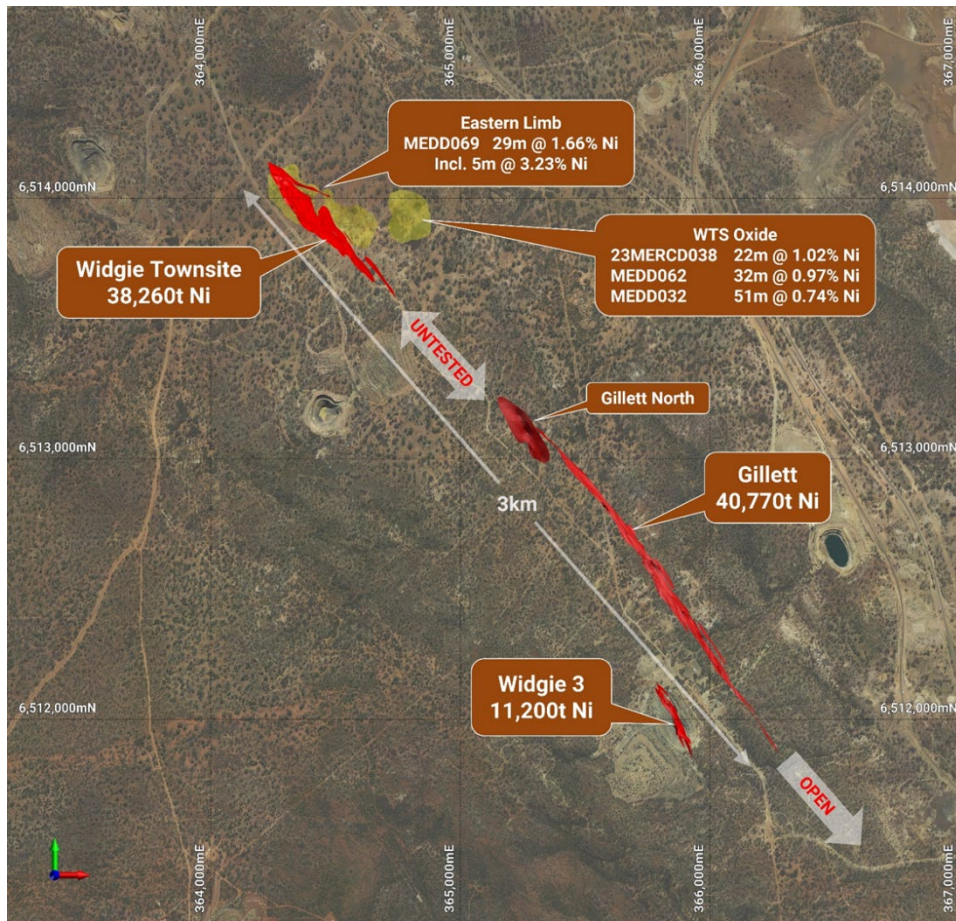 364,000mE
365,000mE
366,000mE
367,000mE
Eastern Limb
MEDD069 29m @ 1.66% Ni
Incl. 5m @ 3.23% Ni
6,514,000mN
6,514,000mN
WTS Oxide
23MERCD038 22m @ 1.02% Ni
MEDD062 32m @ 0.97% Ni
MEDD032 51m @ 0.74% Ni
Widgie Townsite
38,260t Ni
UNTESTED
Gillett North
6,513,000mN
6,513,000mN
Gillett
40,770t Ni
3km
Widgie 3
11,200t Ni
6,512,000mN
6,512,000mN
OPEN
364,000mE
365,000mE
366,000mE
367,000mE